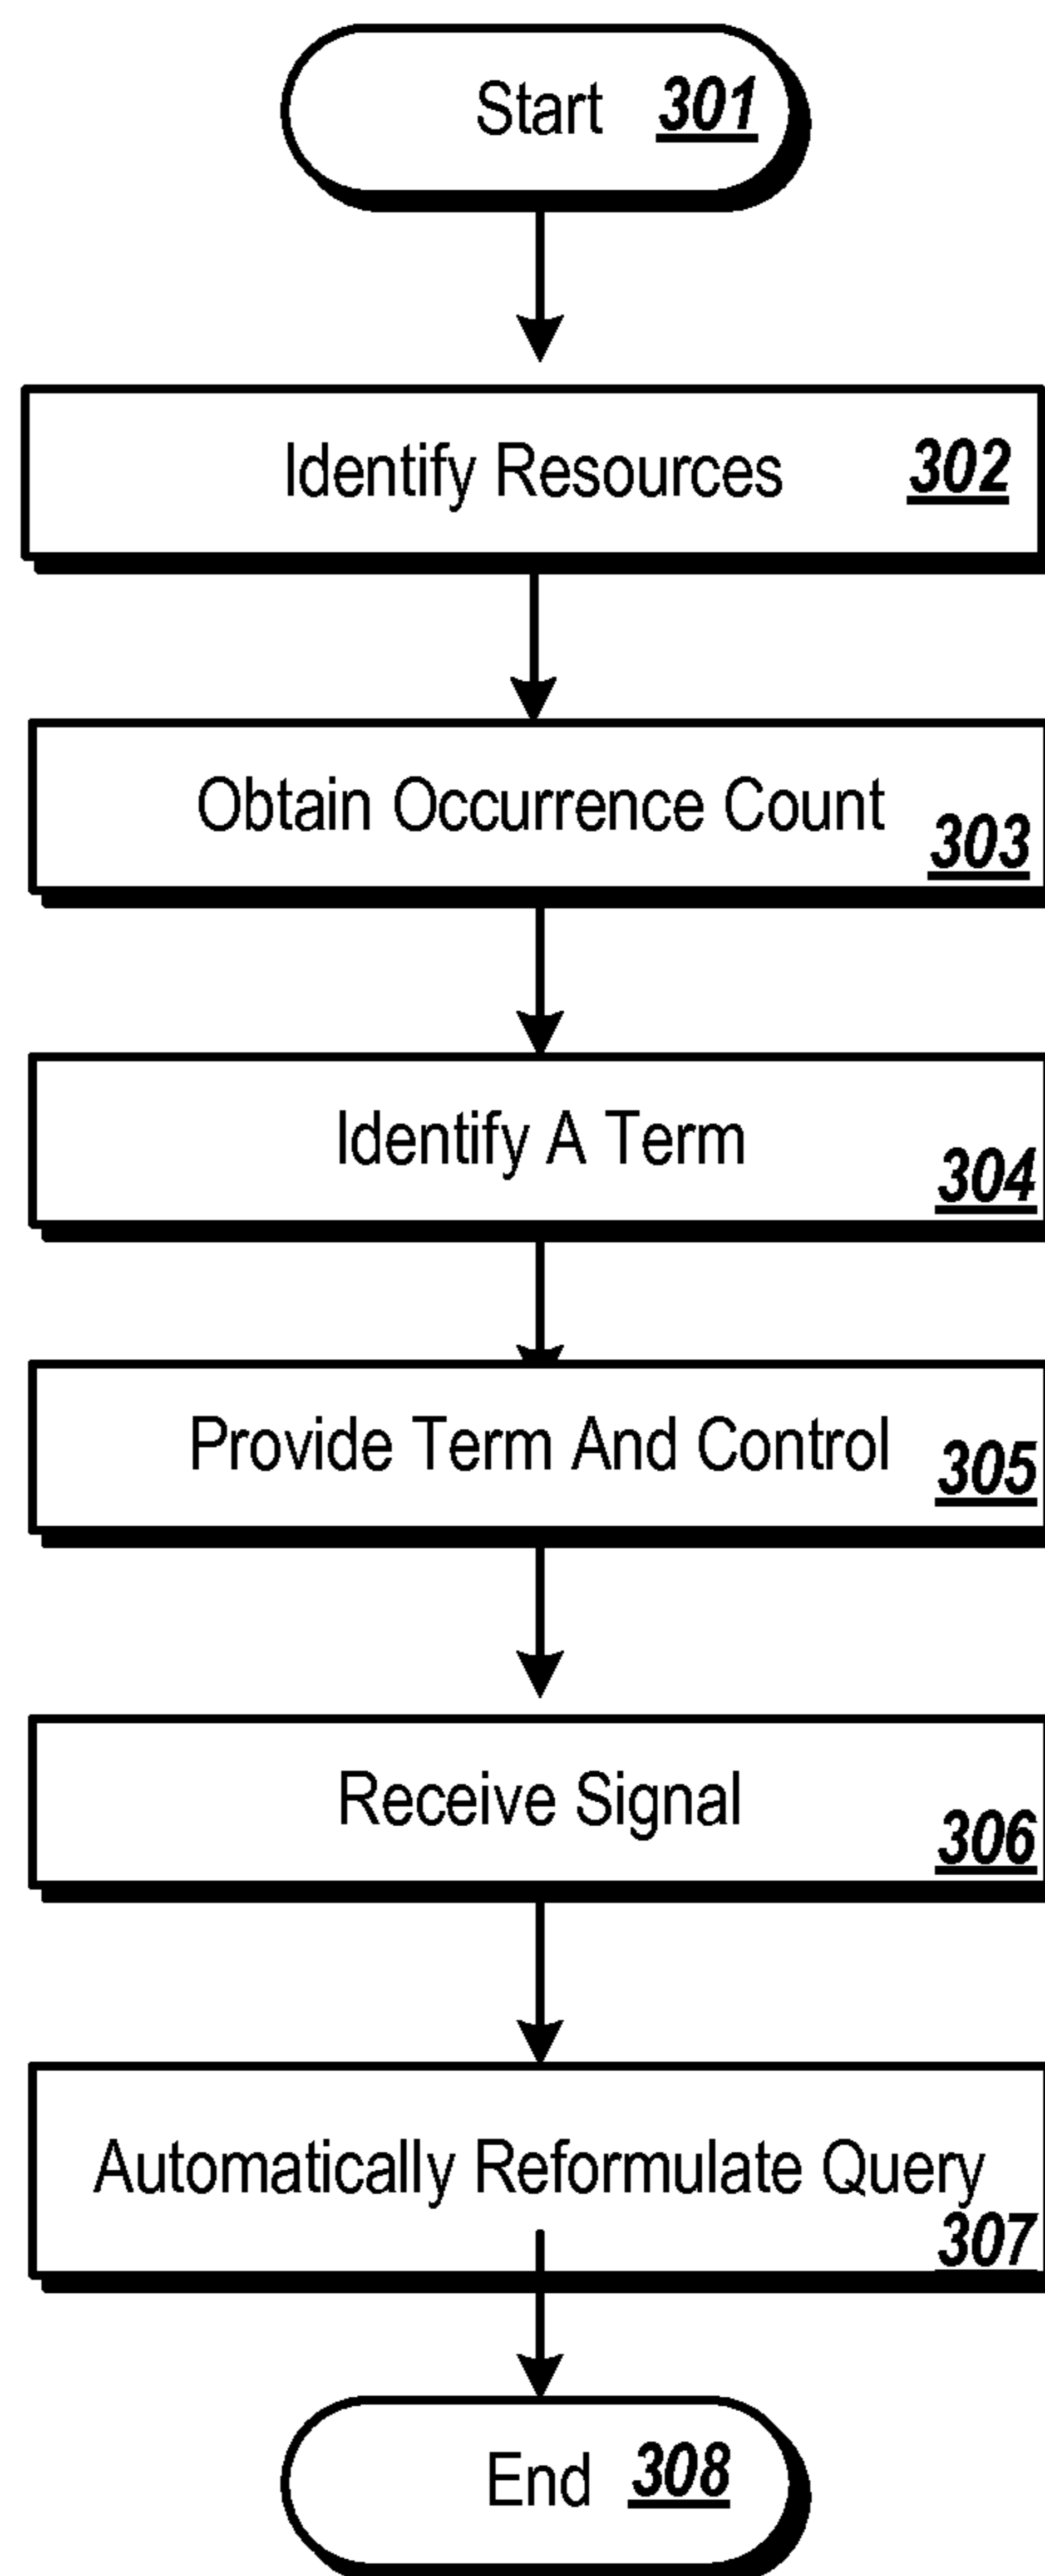 Start 301
Identify Resources 302
Obtain Occurrence Count 303
Identify A Term 304
Provide Term And Control 305
Receive Signal 306
Automatically Reformulate Query 307
End 308